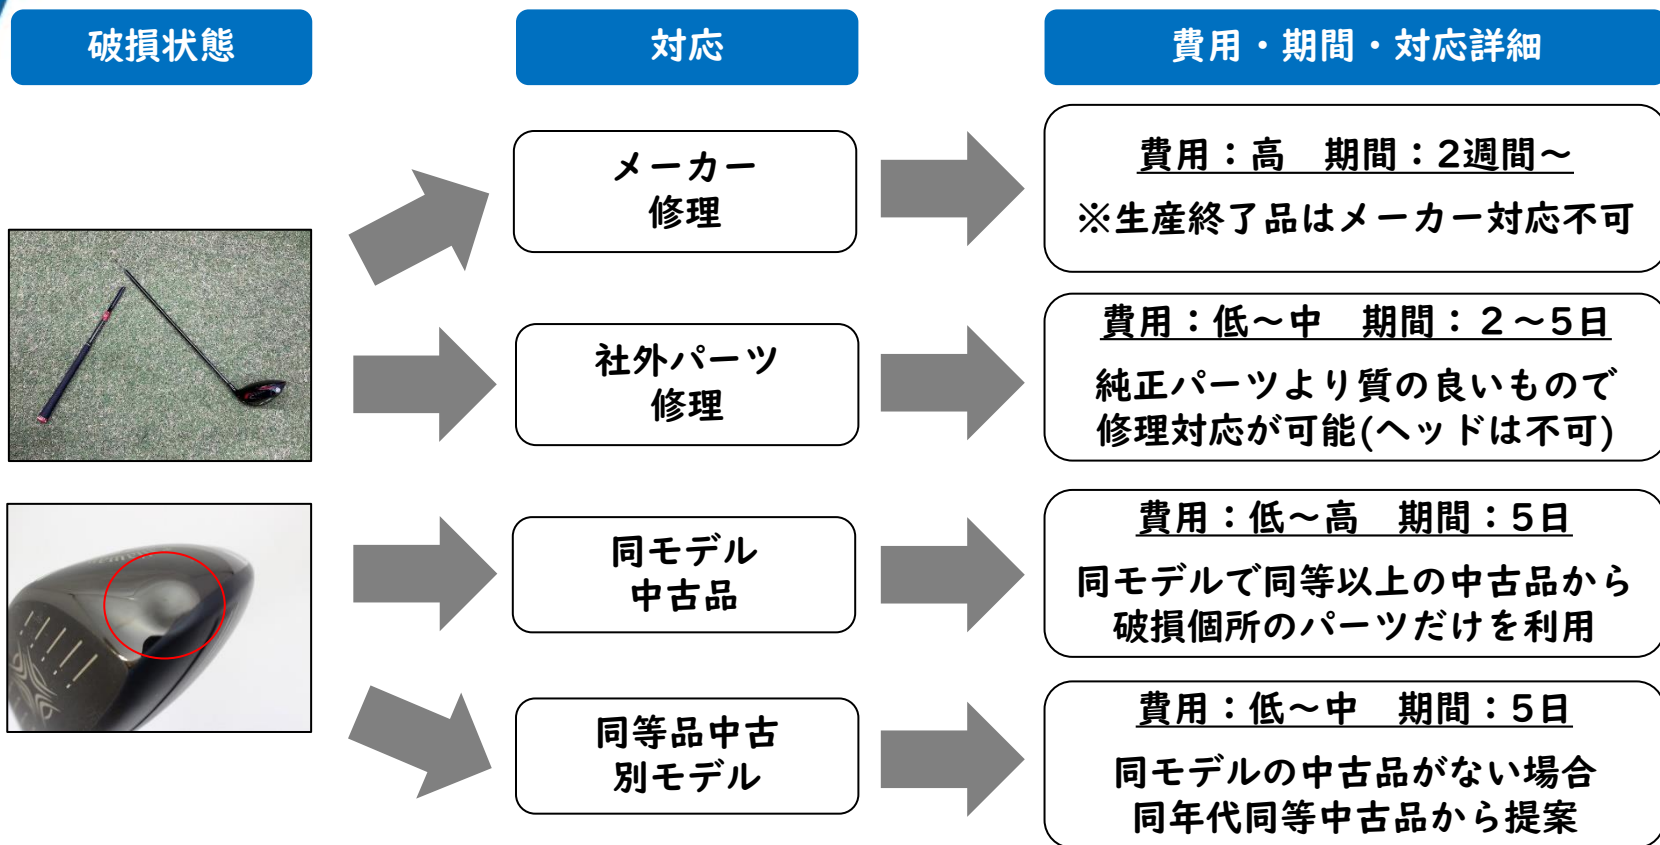 破損状態
対応
費用・期間・対応詳細
メーカー
修理
費用：高　期間：2週間～
※生産終了品はメーカー対応不可
社外パーツ
修理
費用：低～中　期間：２～5日
純正パーツより質の良いもので
修理対応が可能(ヘッドは不可)
同モデル
中古品
費用：低～高　期間：5日
同モデルで同等以上の中古品から
破損個所のパーツだけを利用
同等品中古
別モデル
費用：低～中　期間：5日
同モデルの中古品がない場合
同年代同等中古品から提案